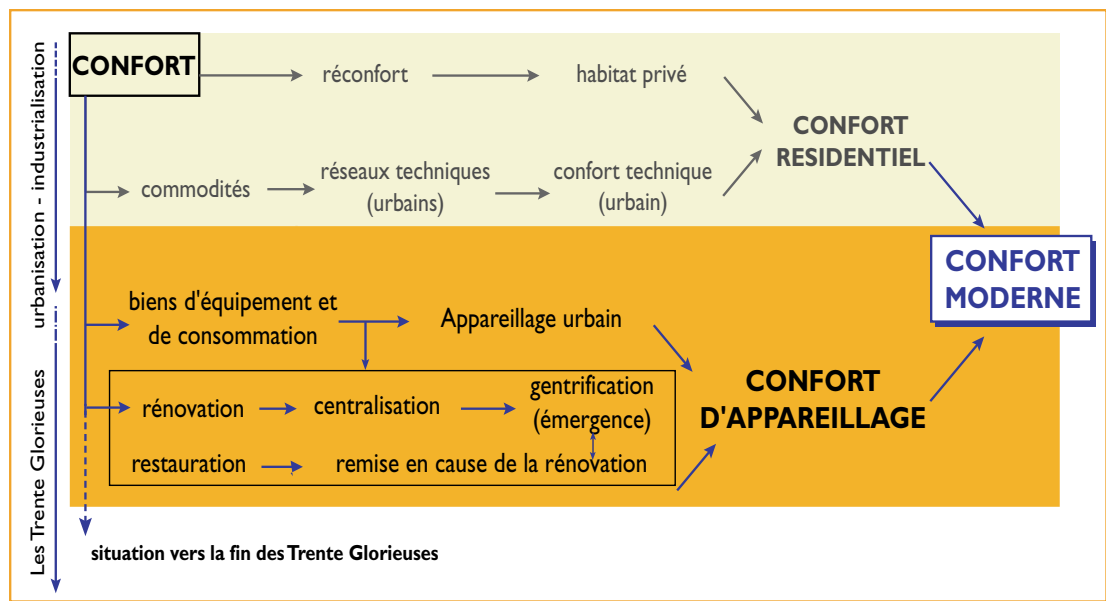 CONFORT
réconfort
habitat privé
CONFORT
RESIDENTIEL
commodités
réseaux techniques
(urbains)
confort technique
(urbain)
CONFORT
MODERNE
biens d'équipement et
de consommation
Appareillage urbain
CONFORT
D'APPAREILLAGE
rénovation
centralisation
gentrification
(émergence)
restauration
remise en cause de la rénovation
situation vers la fin des Trente Glorieuses
urbanisation - industrialisation
Les Trente Glorieuses